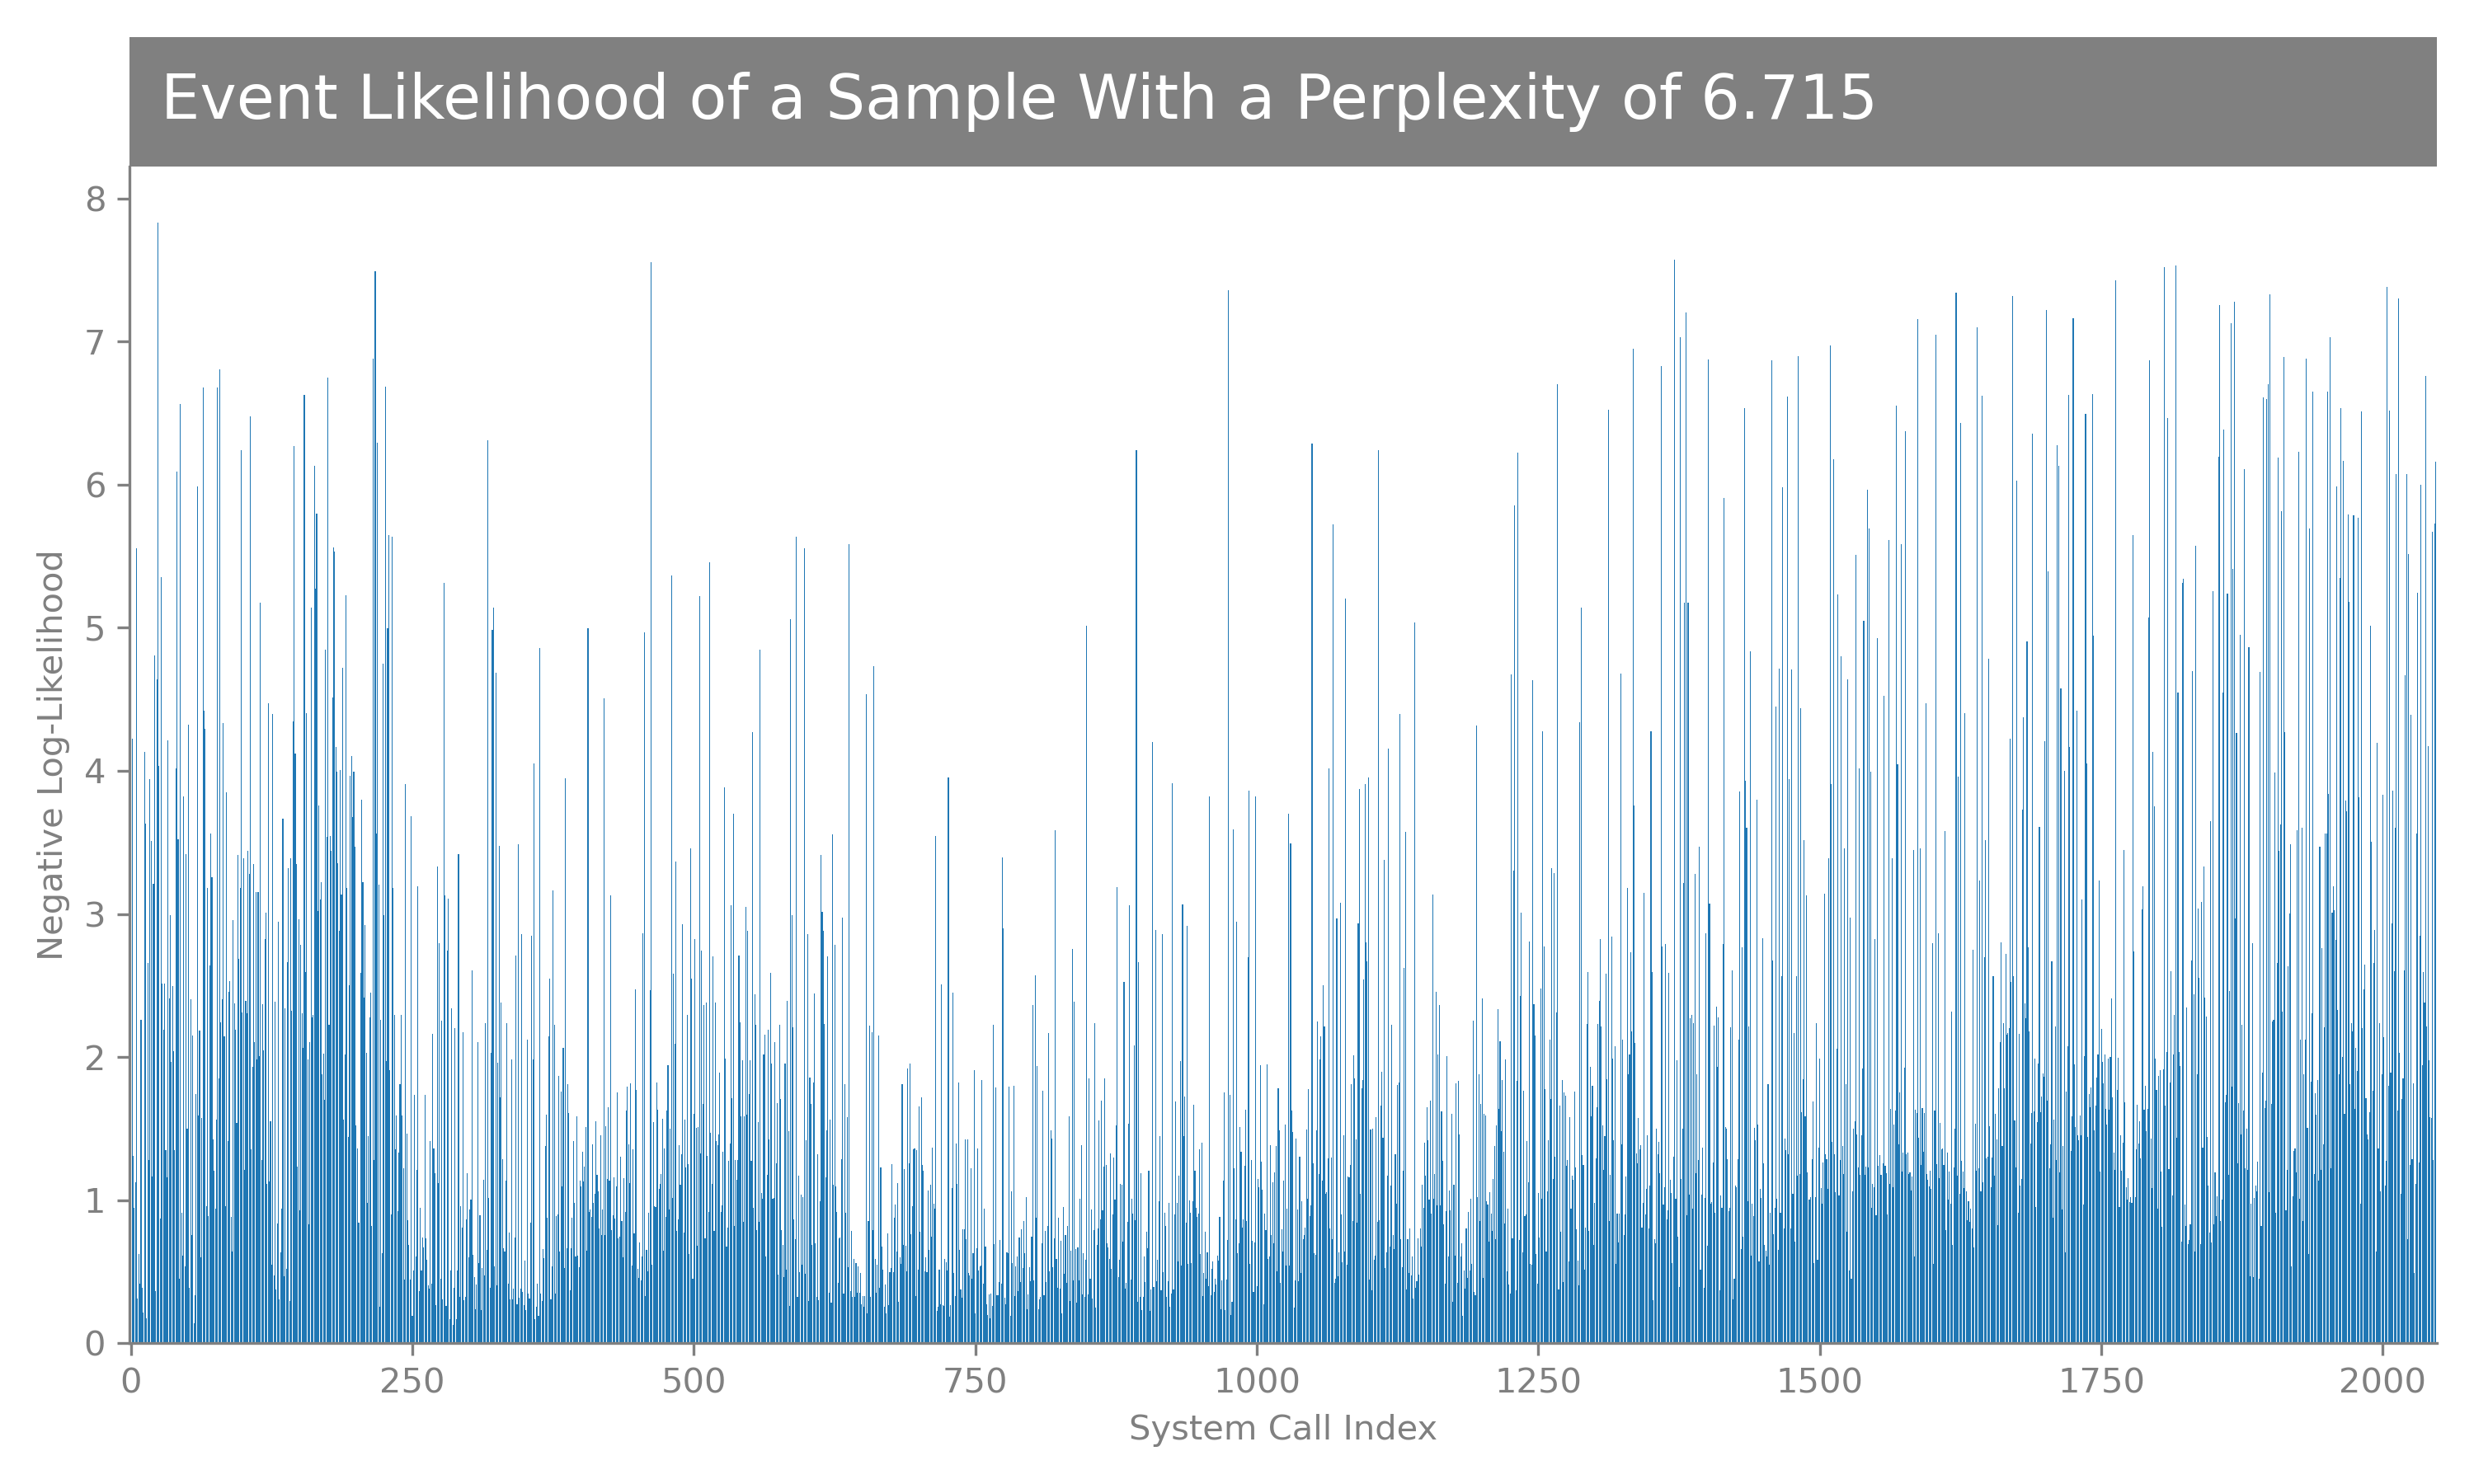 Event Likelihood of a Sample With a Perplexity of 6.715
8
7
6
5
4
3
2
1
0
Negative Log-Likelihood
0 250 500 750 1000 1250 1500 1750 2000
System Call Index